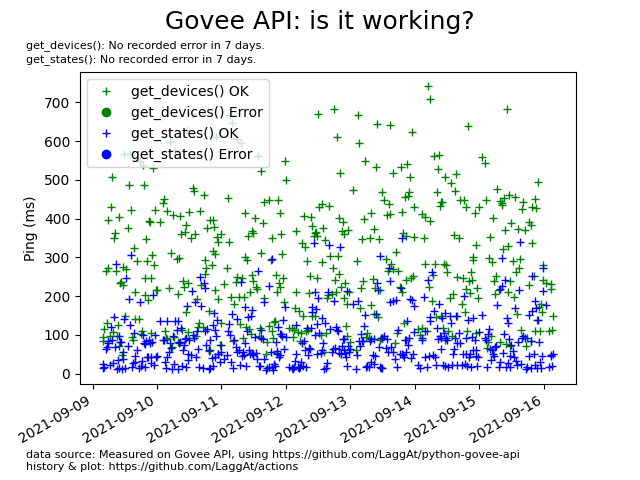 Govee API: is it working?
get_devices(): No recorded error in 7 days.
get_states(): No recorded error in 7 days.
get_devices() OK
get_devices() Error
get_states() OK
get_states() Error
Ping (ms)
700
600
500
400
300
200
100
0
2021-09-09
2021-09-10
2021-09-11
2021-09-12
2021-09-13
2021-09-14
2021-09-15
2021-09-16
data source: Measured on Govee API, using https://github.com/LaggAt/python-govee-api
history & plot: https://github.com/LaggAt/actions